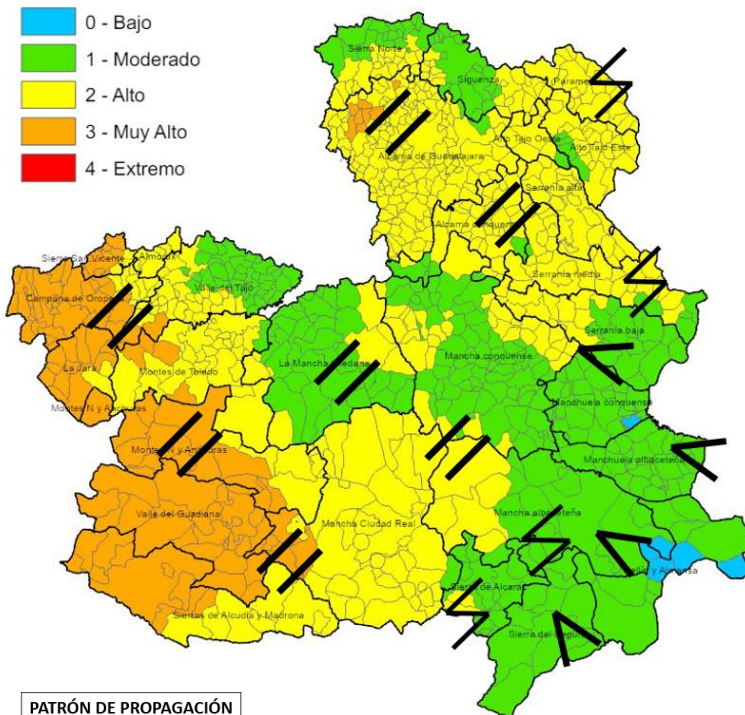 0 - Bajo
1 - Moderado
2 - Alto
3 - Muy Alto
4 - Extremo
Sierra Norte
Sigüenza
Parameras
Alto Tajo Oeste
Alto Tajo Este
Alcarria de Guadalajara
Serranía alta
Alcarria conquense
Serranía media
Sierra San Vicente
Almorox
Valle del Tajo
Campana de Oropesa
Serranía baja
La Mancha toledana
Mancha conquense
La Jara
Montes de Toledo
Manchuela conquense
Montes N y Anchuras
Montes N y Anchuras
Manchuela albaceteña
Valle del Guadiana
Mancha Ciudad Real
Mancha albaceteña
Hellín y Almansa
Sierra de Alcaraz
Sierras de Alcudia y Madrona
Sierra del Segura
PATRÓN DE PROPAGACIÓN